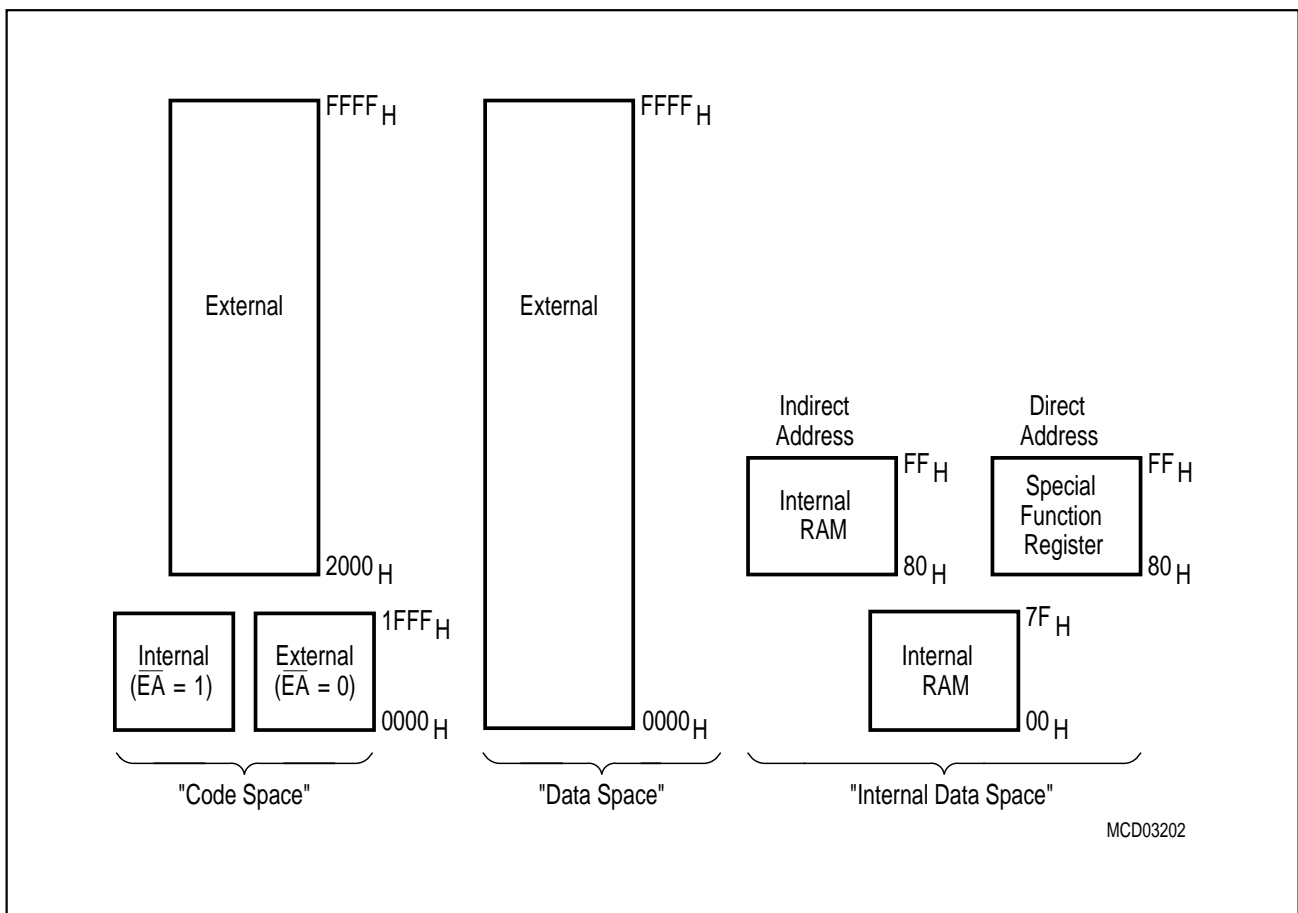 FFFF H
External
2000 H
1FFF H
Internal
(EA = 1)
External
(EA = 0)
0000 H
"Code Space"
FFFF H
External
0000 H
"Data Space"
Indirect
Address
FF H
Internal
RAM
80 H
Direct
Address
FF H
Special
Function
Register
80 H
7F H
Internal
RAM
00 H
"Internal Data Space"
MCD03202